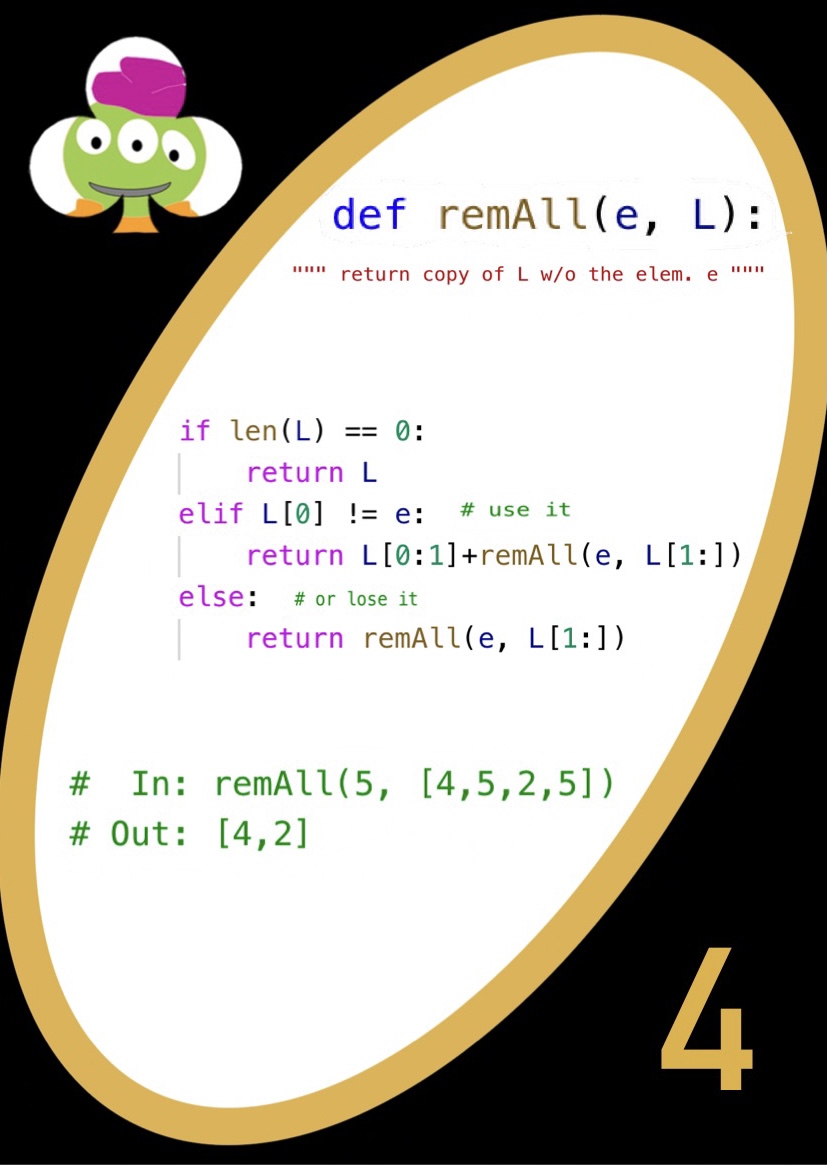 def remAll(e, L):
""" return copy of L w/o the elem. e """
if len(L) == 0:
    return L
elif L[0] != e:  # use it
    return L[0:1]+remAll(e, L[1:])
else:  # or lose it
    return remAll(e, L[1:])
#  In: remAll(5, [4,5,2,5])
# Out: [4,2]
4